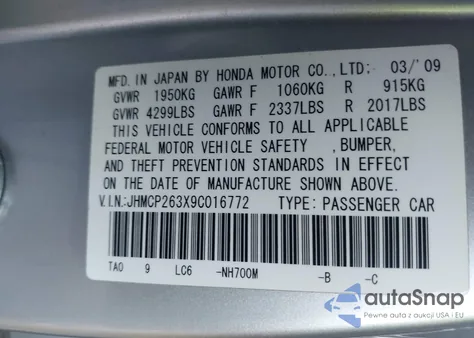 MFD. IN JAPAN BY HONDA MOTOR CO., LTD: 03/'09
GVWR 1950KG GAWR F 1060KG R 915KG
GVWR 4299LBS GAWR F 2337LBS R 2017LBS
THIS VEHICLE CONFORMS TO ALL APPLICABLE
FEDERAL MOTOR VEHICLE SAFETY , BUMPER,
AND THEFT PREVENTION STANDARDS IN EFFECT
ON THE DATE OF MANUFACTURE SHOWN ABOVE.
V.I.N.:JHMCP263X9C016772 TYPE: PASSENGER CAR
TA0 9 LC6 -NH700M -B -C
autoSnap
Pewne auta z aukcji USA i EU